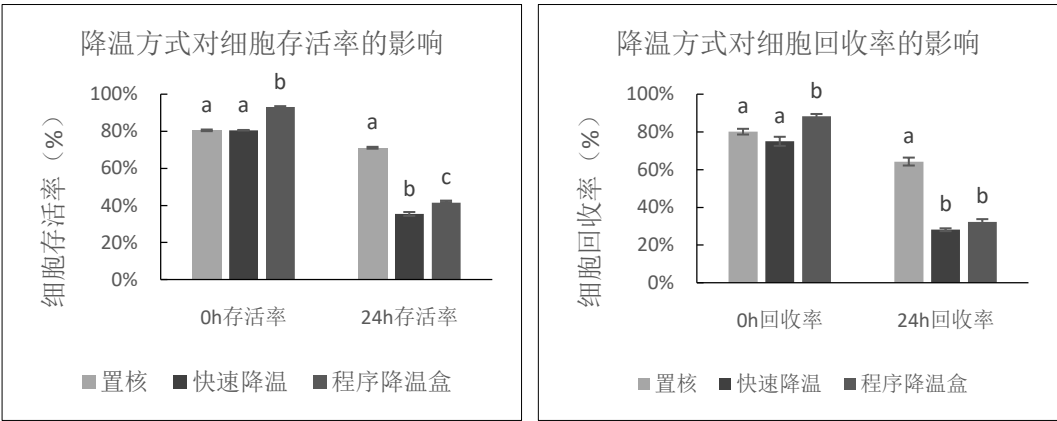 降温方式对细胞存活率的影响
细胞存活率（%）
100%
80%
60%
40%
20%
0%
a a b
a b c
0h存活率 24h存活率
置核 快速降温 程序降温盒
降温方式对细胞回收率的影响
细胞回收率（%）
100%
80%
60%
40%
20%
0%
a a b
a b b
0h回收率 24h回收率
置核 快速降温 程序降温盒